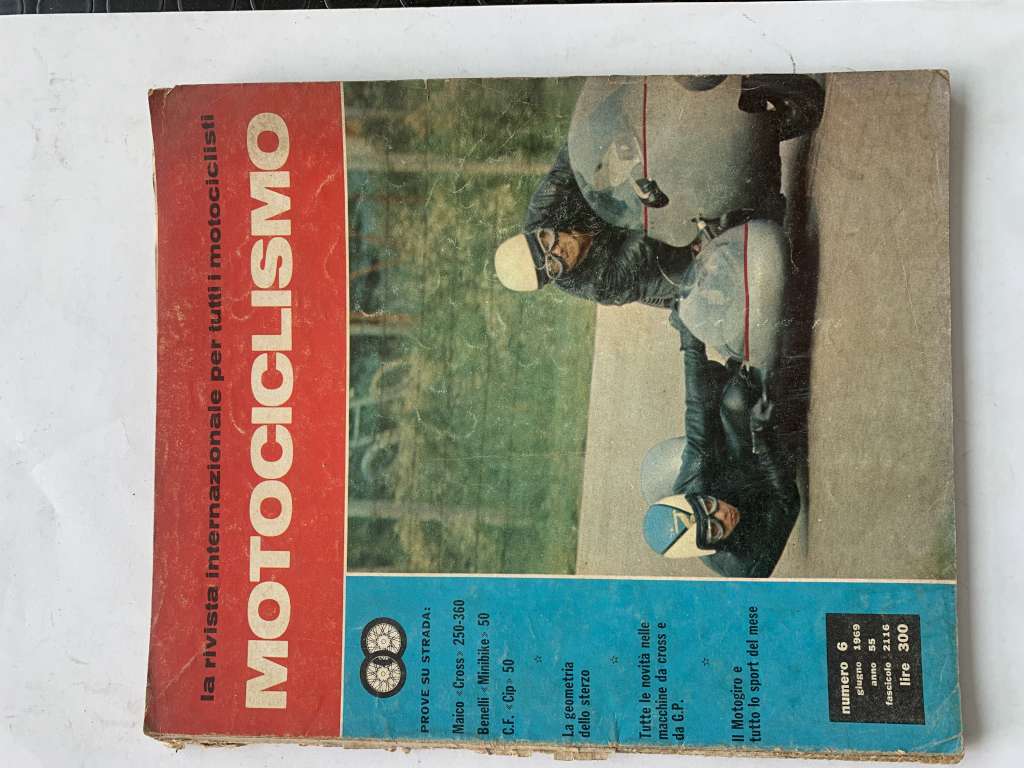 la rivista internazionale per tutti i motociclisti
MOTOCICLISMO
PROVE SU STRADA:
Maico «Cross» 250-360
Benelli «Minibike» 50
C.F. «Cip» 50
La geometria
dello sterzo
Tutte le novità nelle
macchine da cross e
da G.P.
Il Motogiro e
tutto lo sport del mese
numero 6
giugno 1969
anno 55
fascicolo 2116
lire 300